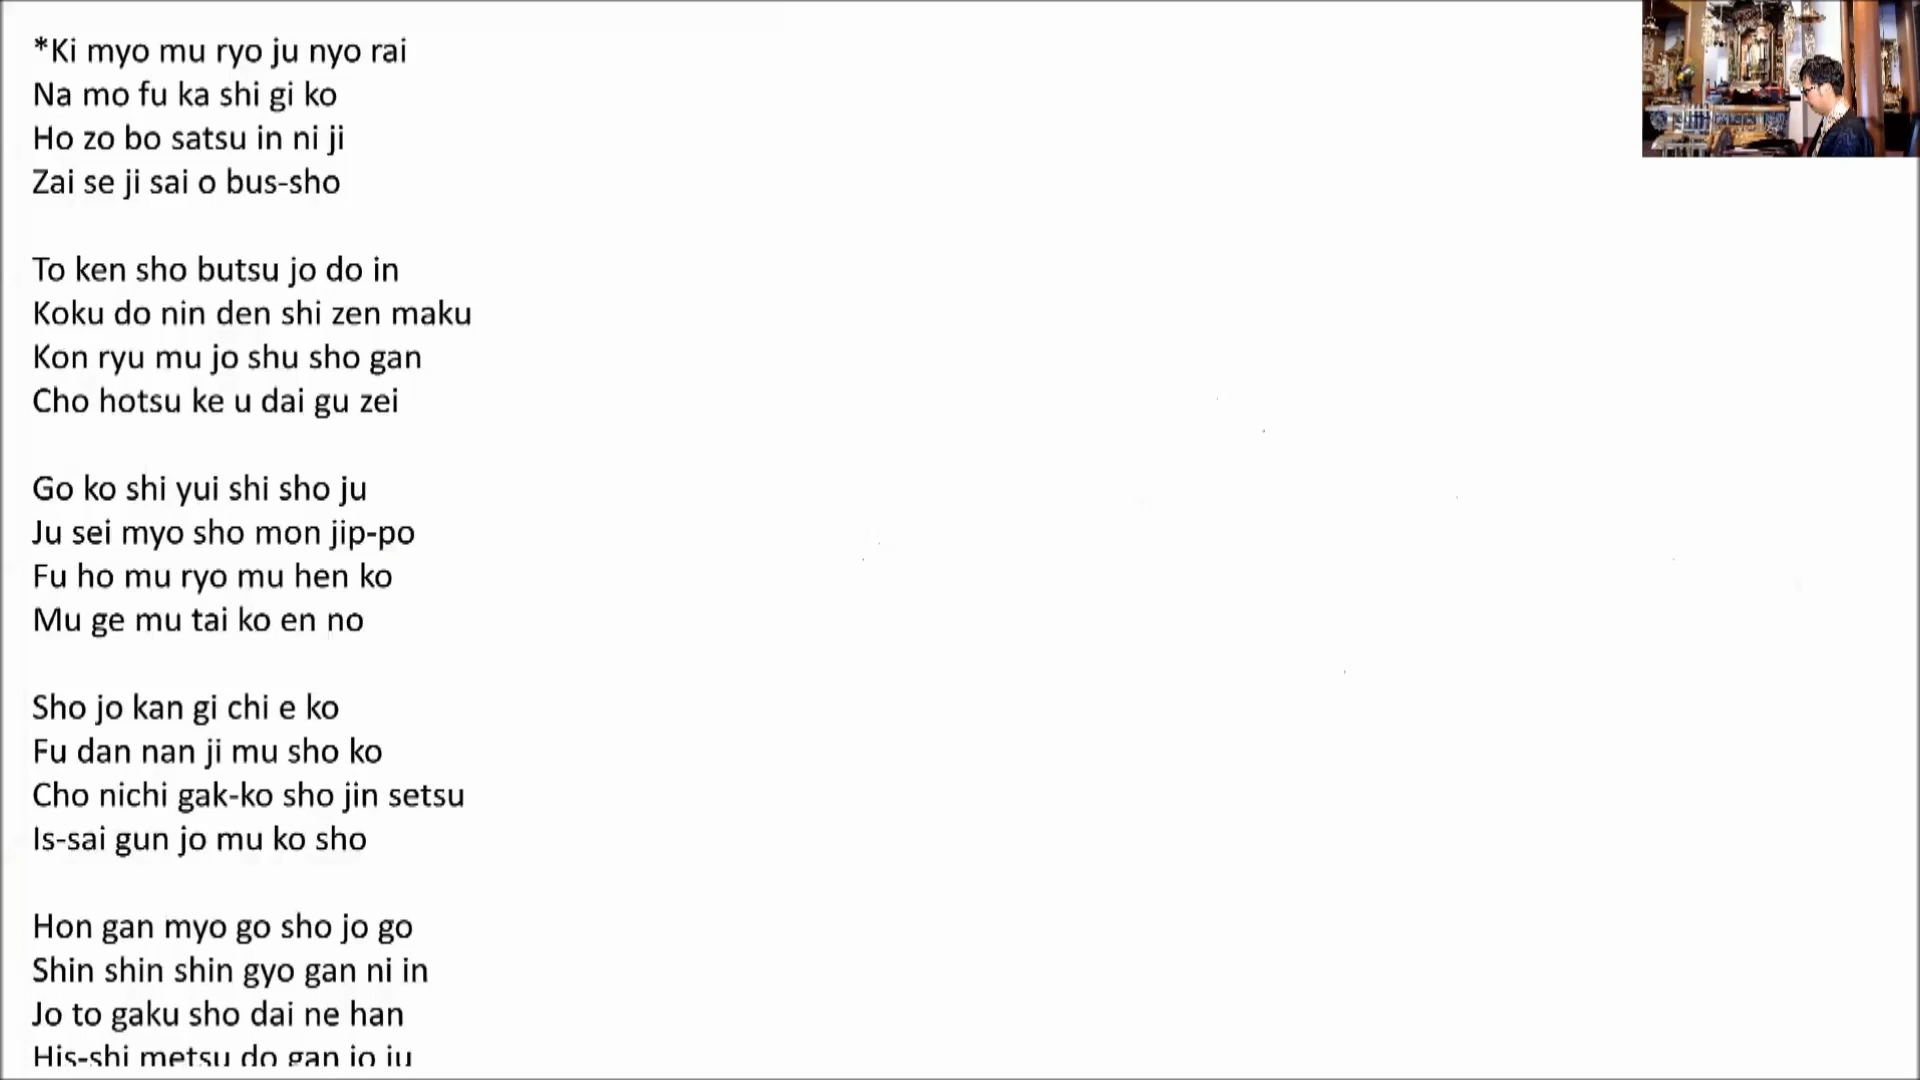 *Ki myo mu ryo ju nyo rai
Na mo fu ka shi gi ko
Ho zo bo satsu in ni ji
Zai se ji sai o bus-sho
To ken sho butsu jo do in
Koku do nin den shi zen maku
Kon ryu mu jo shu sho gan
Cho hotsu ke u dai gu zei
Go ko shi yui shi sho ju
Ju sei myo sho mon jip-po
Fu ho mu ryo mu hen ko
Mu ge mu tai ko en no
Sho jo kan gi chi e ko
Fu dan nan ji mu sho ko
Cho nichi gak-ko sho jin setsu
Is-sai gun jo mu ko sho
Hon gan myo go sho jo go
Shin shin shin gyo gan ni in
Jo to gaku sho dai ne han
His-shi metsu do gan jo ju